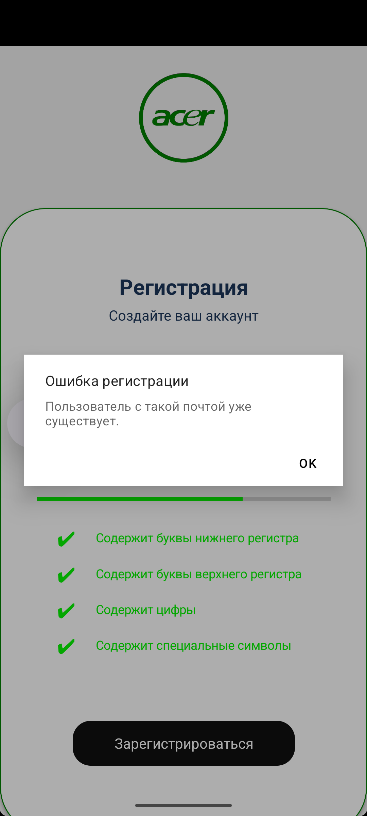 acer
Регистрация
Создайте ваш аккаунт
Ошибка регистрации
Пользователь с такой почтой уже
существует.
OK
Содержит буквы нижнего регистра
Содержит буквы верхнего регистра
Содержит цифры
Содержит специальные символы
Зарегистрироваться